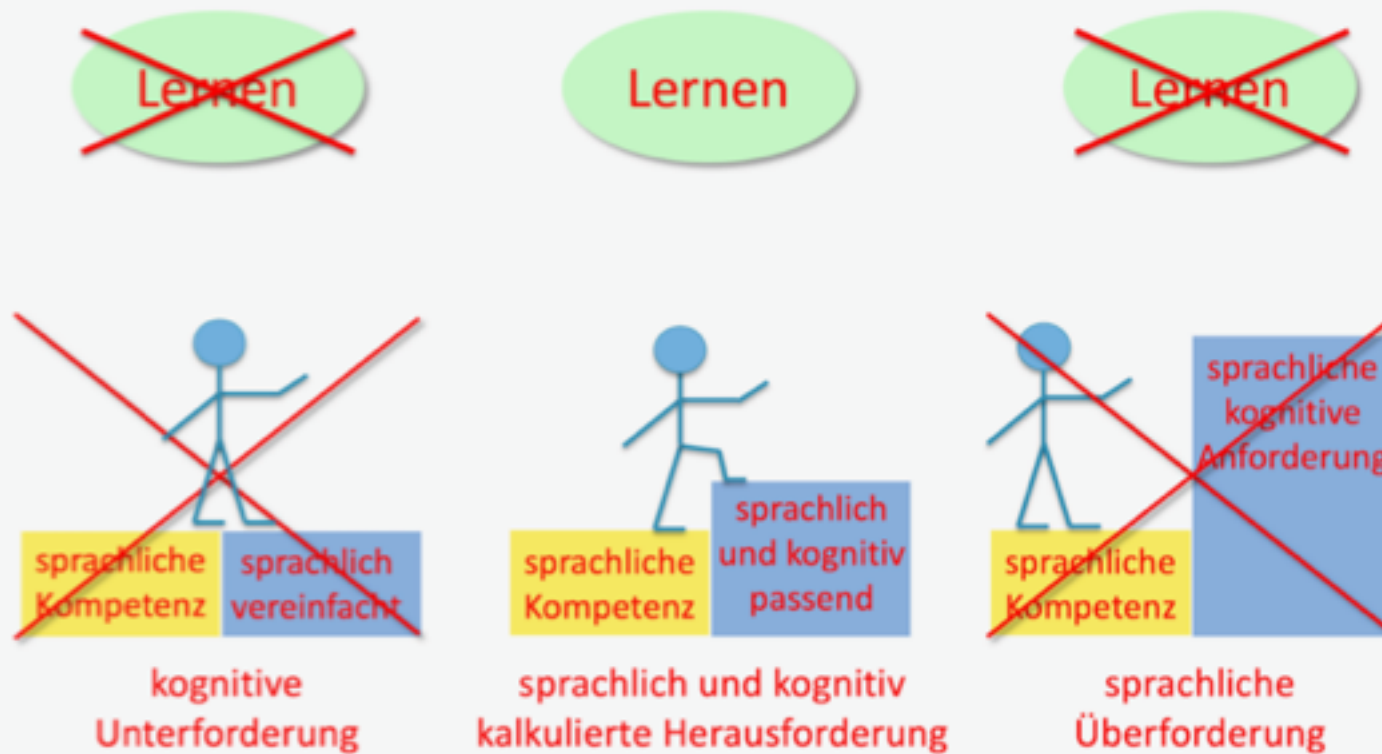 Lernen
Lernen
Lernen
sprachliche
Kompetenz
sprachlich
vereinfacht
sprachliche
Kompetenz
sprachlich
und kognitiv
passend
sprachliche
Kompetenz
sprachliche
kognitive
Anforderung
kognitive
Unterforderung
sprachlich und kognitiv
kalkulierte Herausforderung
sprachliche
Überforderung